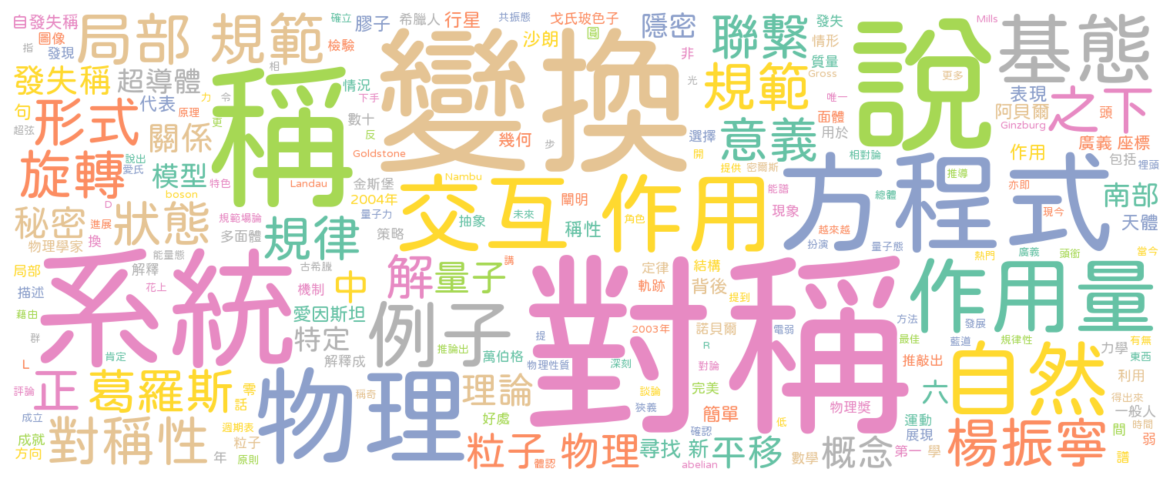 自發失稱 局部 規範 膠子 希臘人 行星 共振態 戈氏玻色子 圓 隱密 聯繫 發失 Mills 基態
圖像 確立 檢驗 沙朗 情形 質量
指 發現 相 變換 非 說 更多
發失稱 超導體 情況 光 規範 Gross 表現 之下
句 代表 力 令 稱 下手 唯一 阿貝爾 頭
超弦 形式 原理 更 數十 幾何 步 選擇 意義 面體 用於 Ginzburg 廣義 座標
關係 反 開
旋轉 說出 愛氏 模型 特色 Goldstone Landau Nambu 闡明 提供 密爾斯 相對論 作用 包括 裡頭
boson 金斯堡 2004年 交互 作用 能譜 總體 方程式 推導 亦即 南部
秘密 進展 D 狀態 規範場論 量子力 抽象 未來 稱性 角色 現象 越來越 現今 天體
物理學家 換 多面體 規律 策略 扮演 量子態 廣義 頭銜
能量態 古希臘 講 熱門 當今
局部 解釋 系統 機制 解 量子 中 定律 結構 提到 背後 作用量 有展
描述 花上 愛因斯坦 軌跡 對稱 方法 發展 規律性
藉由 群 特定 例子 2003年 諾貝爾 電弱 最佳 藍道 力學 東西
肯定 解釋成 推論出 萬伯格 提 R 推敲出
L 物理性質 深刻 對論 利用
評論 正 葛羅斯 零 話 稱奇 物理 理論 談論 完美 六 自然 得出來
成立 週期表 好處 狹義 簡單 物理獎 運動 一般人
成就 對稱性 粒子 確認 低 展現 楊振寧 間 時間
方向 年 原則 粒子 物理 尋找 新 平移 數學 概念 第一 學 弱
體認 abelian 講